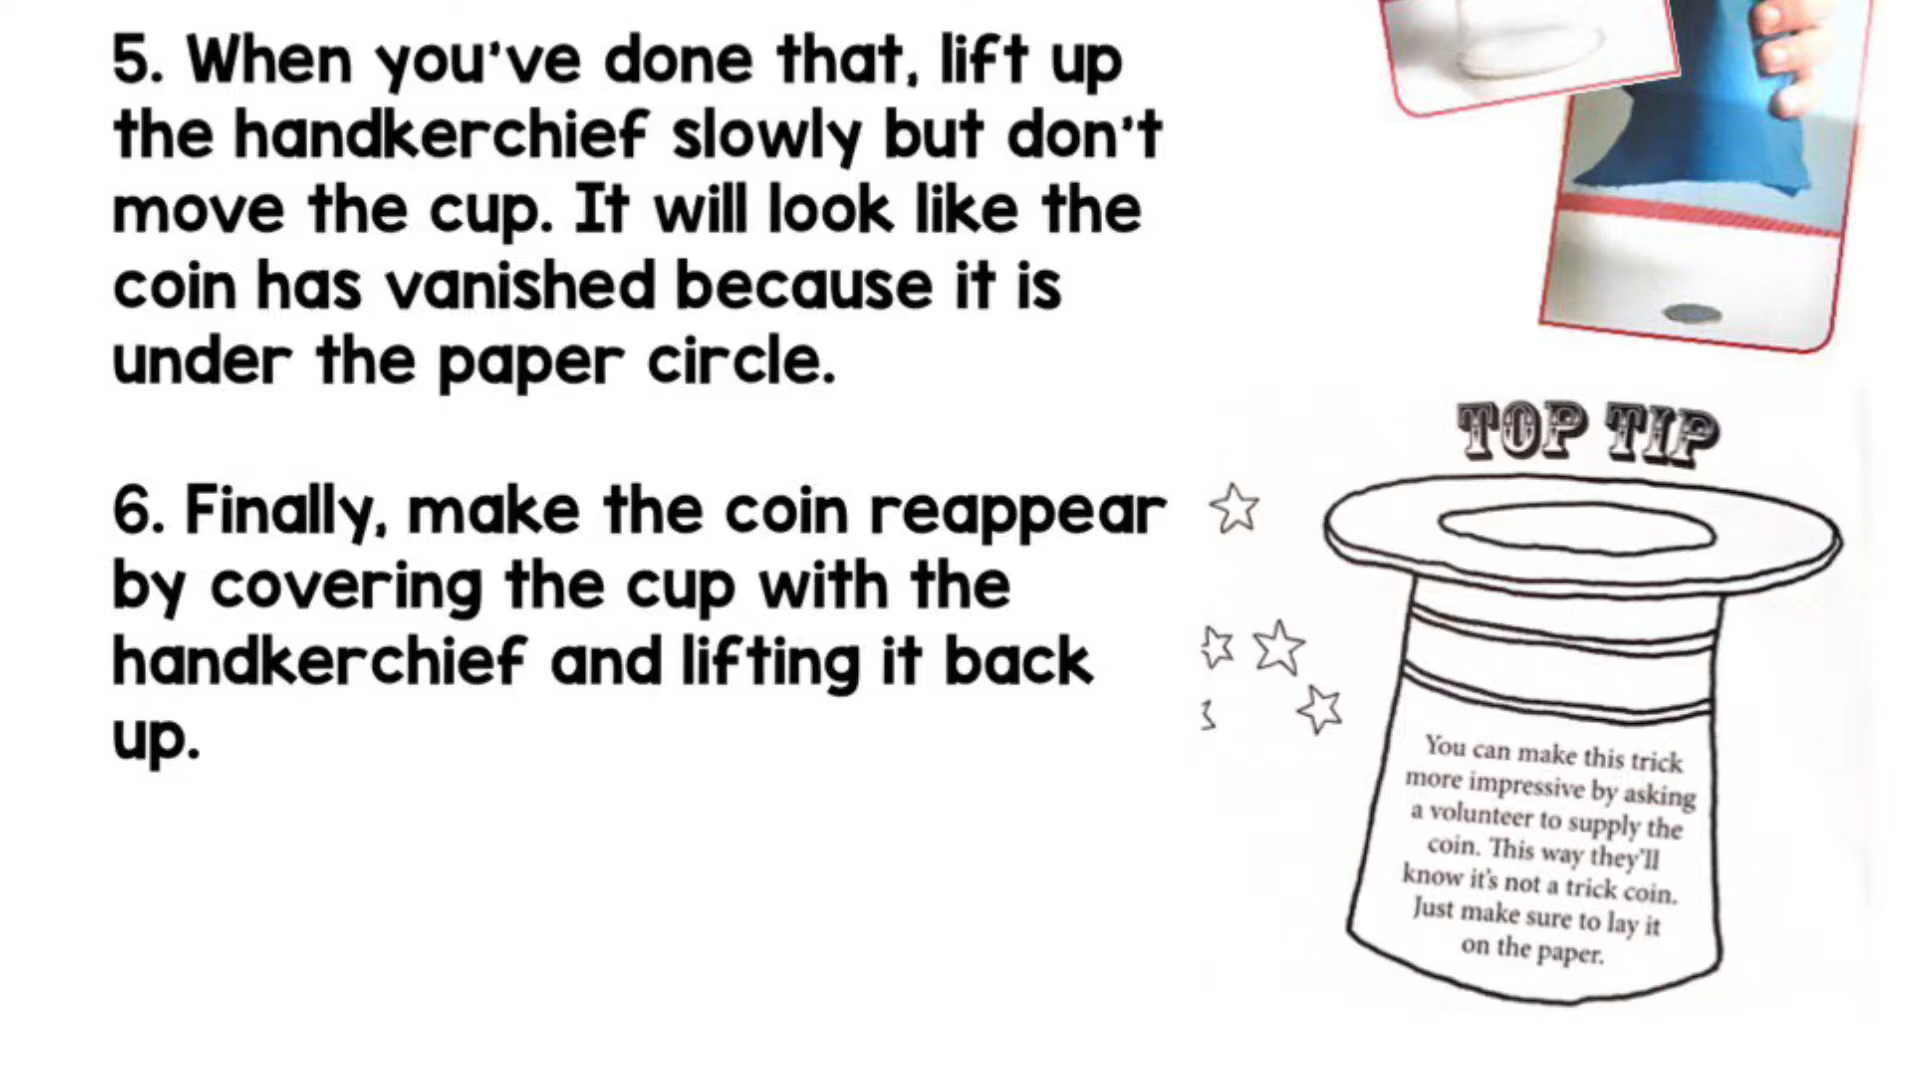 5. When you've done that, lift up
the handkerchief slowly but don't
move the cup. It will look like the
coin has vanished because it is
under the paper circle.
6. Finally, make the coin reappear
by covering the cup with the
handkerchief and lifting it back
up.
TOP TIP
You can make this trick
more impressive by asking
a volunteer to supply the
coin. This way they'll
know it's not a trick coin.
Just make sure to lay it
on the paper.